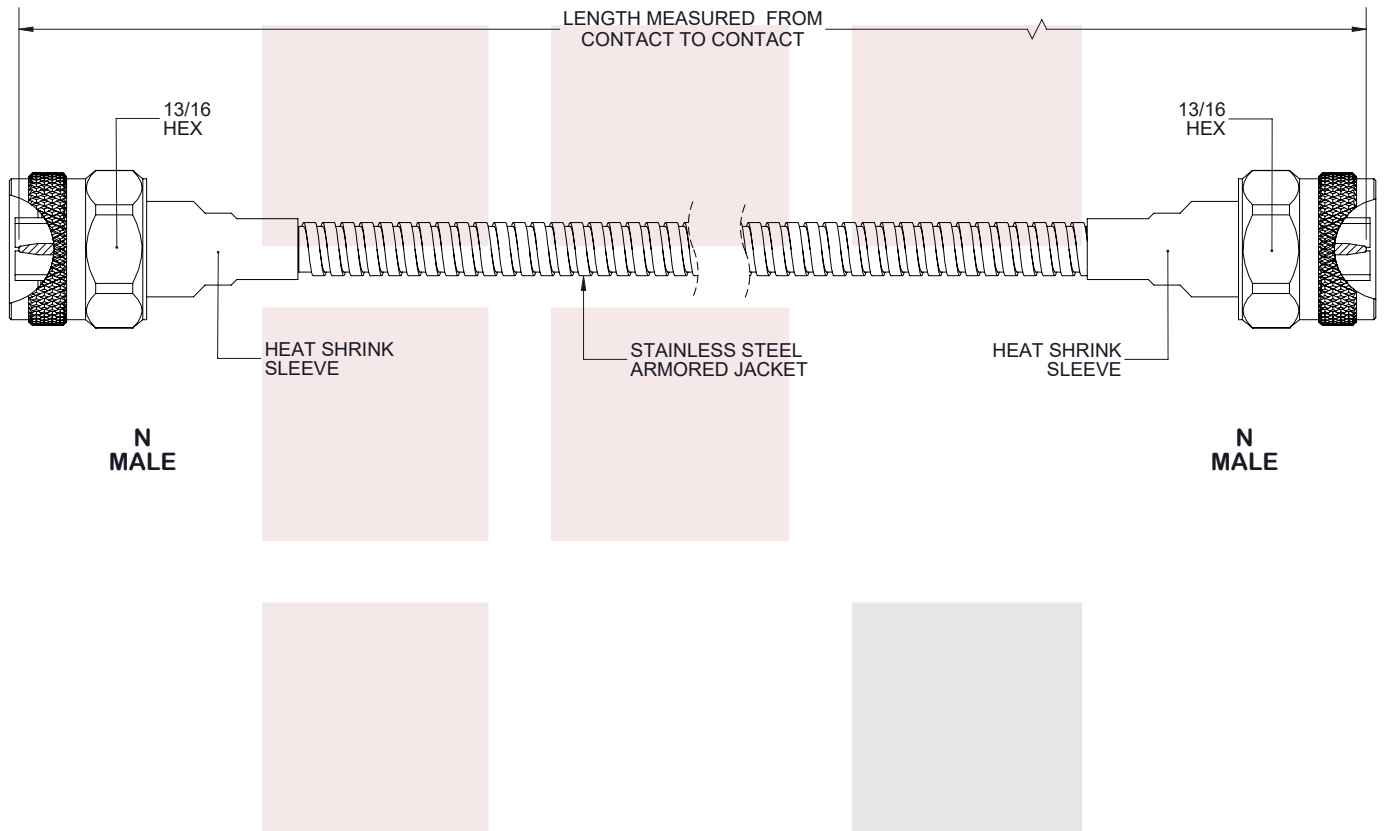 LENGTH MEASURED FROM
CONTACT TO CONTACT
13/16
HEX
13/16
HEX
HEAT SHRINK
SLEEVE
STAINLESS STEEL
ARMORED JACKET
HEAT SHRINK
SLEEVE
N
MALE
N
MALE